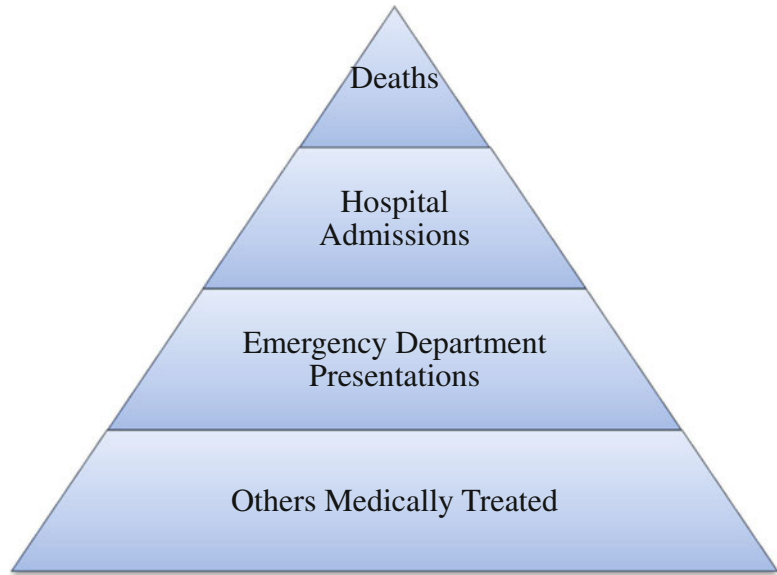 Deaths
Hospital
Admissions
Emergency Department
Presentations
Others Medically Treated